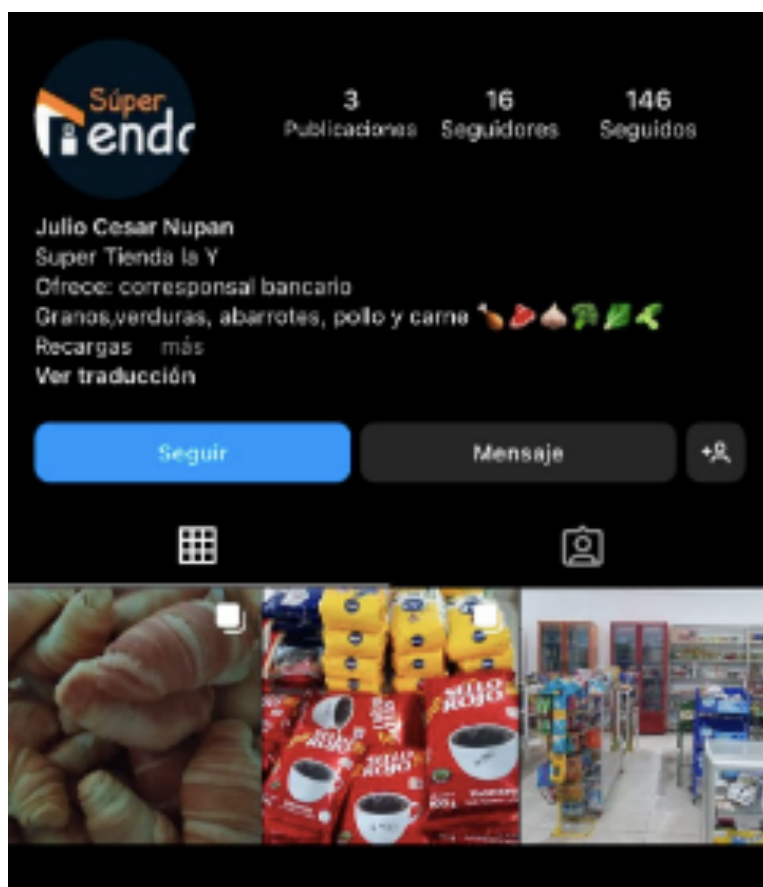 Súper
Tienda
3 16 146
Publicaciones Seguidores Seguidos
Julio Cesar Nupan
Super Tienda la Y
Ofrece: corresponsal bancario
Granos,verduras, abarrotes, pollo y carne
Recargas más
Ver traducción
Seguir Mensaje
SELLO
ROJO
SELLO
ROJO